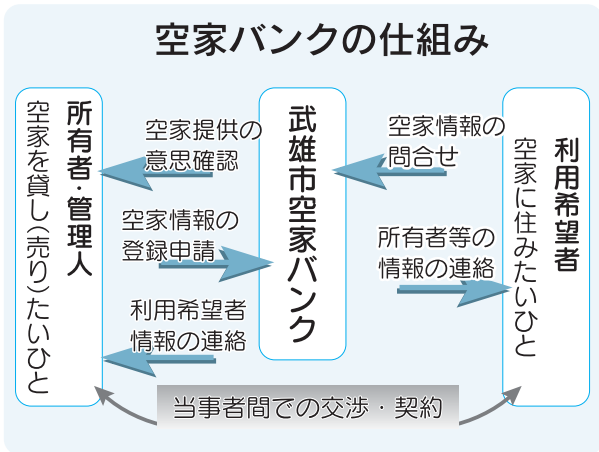 空家バンクの仕組み
所有者・管理人
空家を貸し(売り)たいひと
空家提供の
意思確認
空家情報の
登録申請
利用希望者
情報の連絡
武雄市空家バンク
空家情報の
問合せ
所有者等の
情報の連絡
利用希望者
空家に住みたいひと
当事者間での交渉・契約